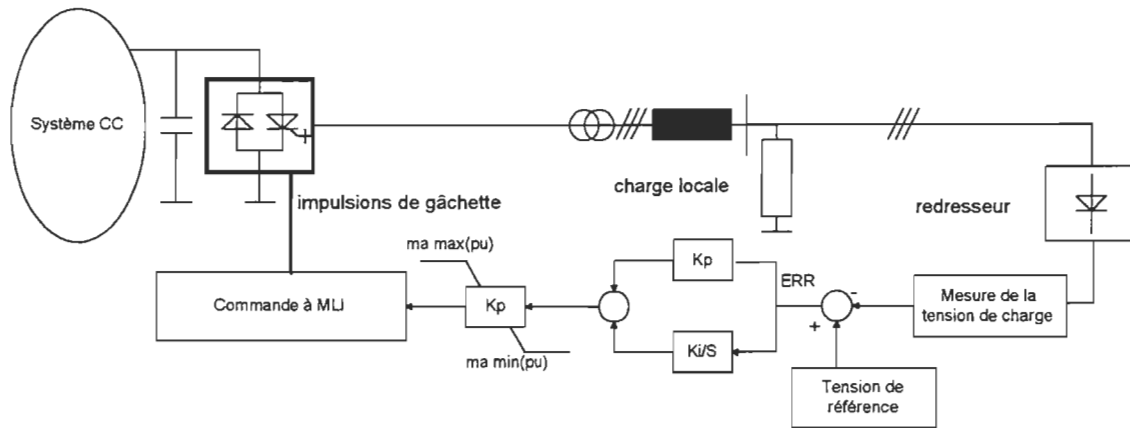 Système CC
impulsions de gâchette
charge locale
redresseur
ma max(pu)
Commande à MLI
Kp
ma min(pu)
Kp
Ki/S
ERR
-
+
Mesure de la
tension de charge
Tension de
référence